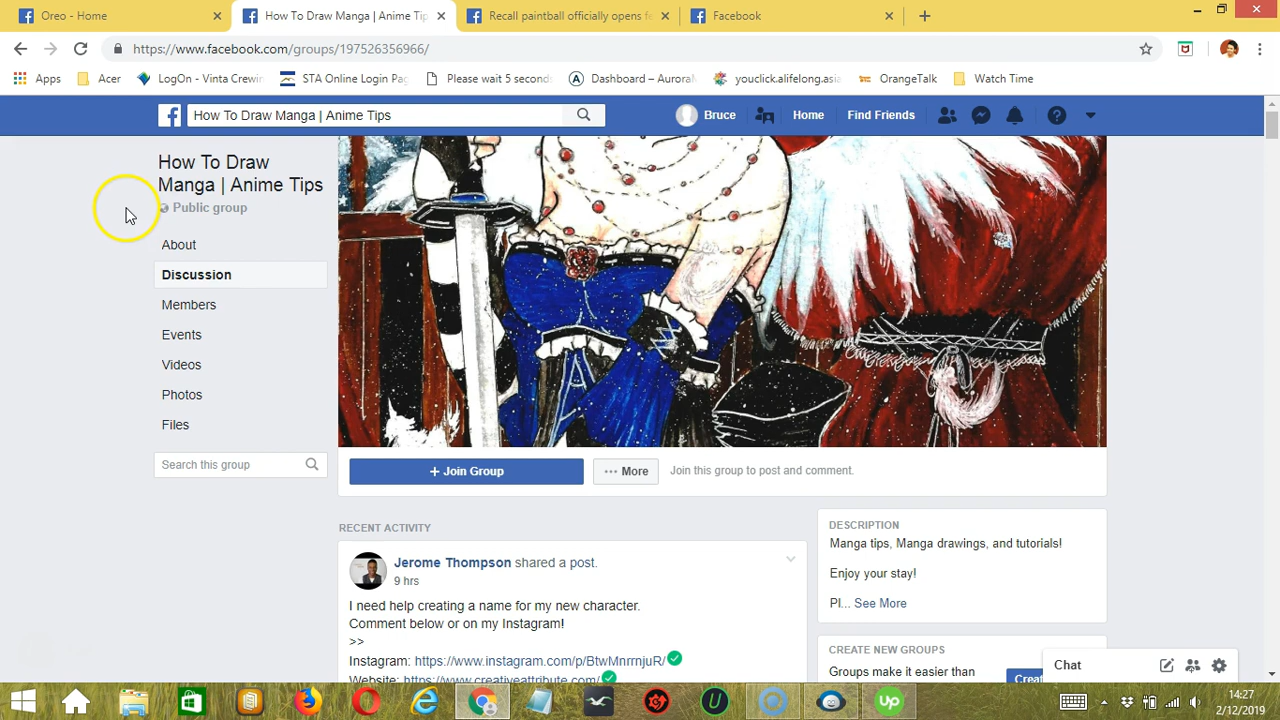 Oreo - Home
How To Draw Manga | Anime Tips
Recall paintball officially opens fe
Facebook
https://www.facebook.com/groups/197526356966/
Apps
Acer
LogOn - Vinta Crewin
STA Online Login Pag
Please wait 5 second
Dashboard – AuroraM
youclick.alifelong.asia
OrangeTalk
Watch Time
How To Draw Manga | Anime Tips
Bruce
Home
Find Friends
How To Draw
Manga | Anime Tips
Public group
About
Discussion
Members
Events
Videos
Photos
Files
Search this group
+ Join Group
··· More
Join this group to post and comment.
RECENT ACTIVITY
Jerome Thompson shared a post.
9 hrs
I need help creating a name for my new character.
Comment below or on my Instagram!
>>
Instagram: https://www.instagram.com/p/BtwMnrrnjuR/
Website: https://www.creativeattribute.com/
DESCRIPTION
Manga tips, Manga drawings, and tutorials!
Enjoy your stay!
Pl... See More
CREATE NEW GROUPS
Groups make it easier than
Creat
Chat
Up
14:27
2/12/2019